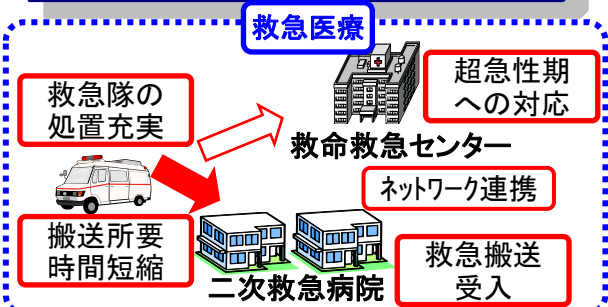 救急医療
救急隊の
処置充実
超急性期
への対応
救命救急センター
ネットワーク連携
搬送所要
時間短縮
二次救急病院
救急搬送
受入